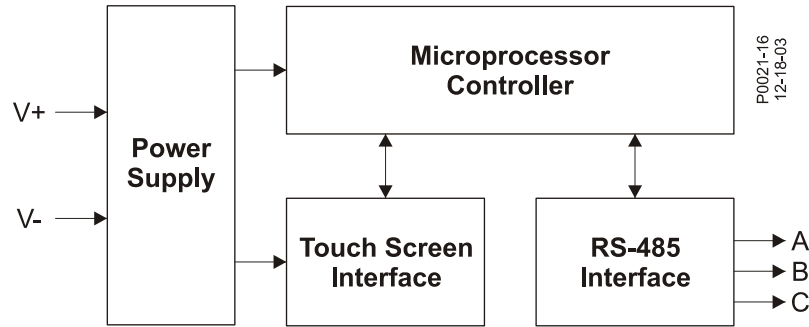 Microprocessor
Controller
P0021-16
12-18-03
V+
Power
Supply
V-
Touch Screen
Interface
RS-485
Interface
A
B
C